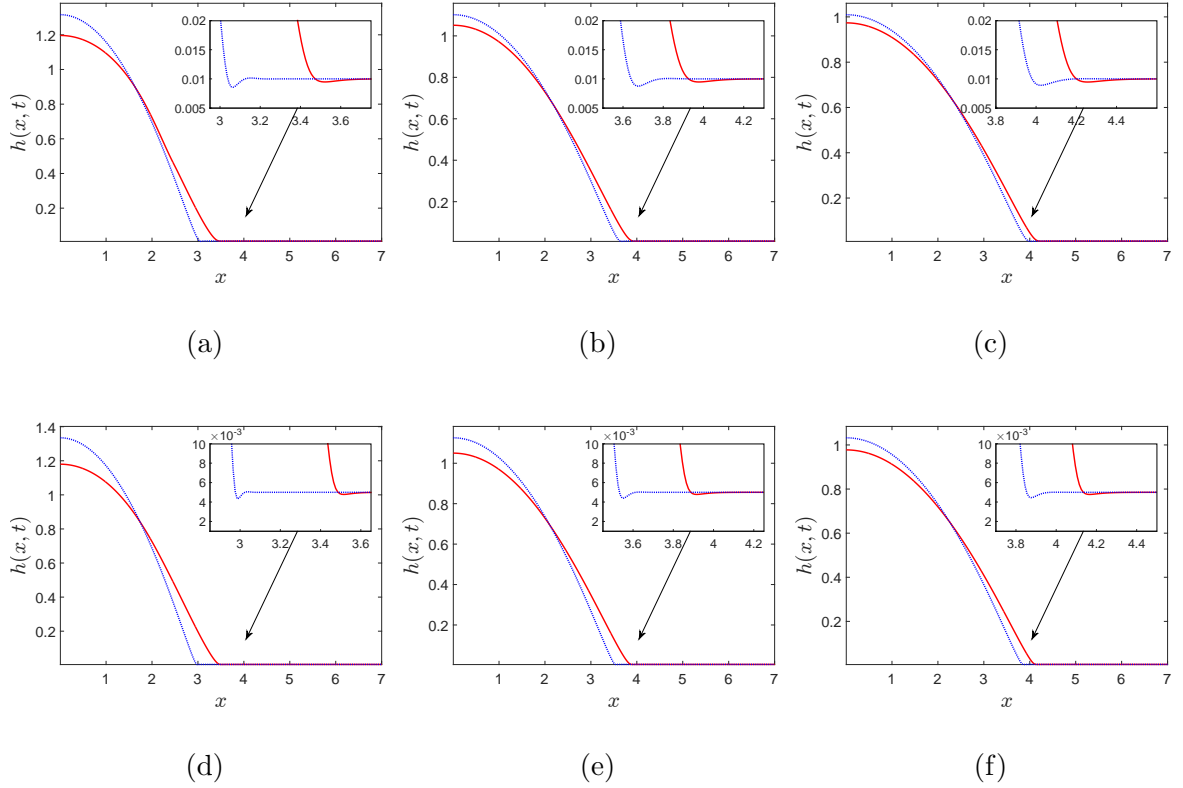 0.02
0.015
0.01
0.005
3 3.2 3.4 3.6
1.2
1
0.8
0.6
0.4
0.2
h(x, t)
1 2 3 4 5 6 7
x
(a)
0.02
0.015
0.01
0.005
3.6 3.8 4 4.2
1
0.8
0.6
0.4
0.2
h(x, t)
1 2 3 4 5 6 7
x
(b)
0.02
0.015
0.01
0.005
3.8 4 4.2 4.4
1
0.8
0.6
0.4
0.2
h(x, t)
1 2 3 4 5 6 7
x
(c)
×10⁻³
10
8
6
4
2
3 3.2 3.4 3.6
1.4
1.2
1
0.8
0.6
0.4
0.2
h(x, t)
1 2 3 4 5 6 7
x
(d)
×10⁻³
10
8
6
4
2
3.6 3.8 4 4.2
1
0.8
0.6
0.4
0.2
h(x, t)
1 2 3 4 5 6 7
x
(e)
×10⁻³
10
8
6
4
2
3.8 4 4.2 4.4
1
0.8
0.6
0.4
0.2
h(x, t)
1 2 3 4 5 6 7
x
(f)